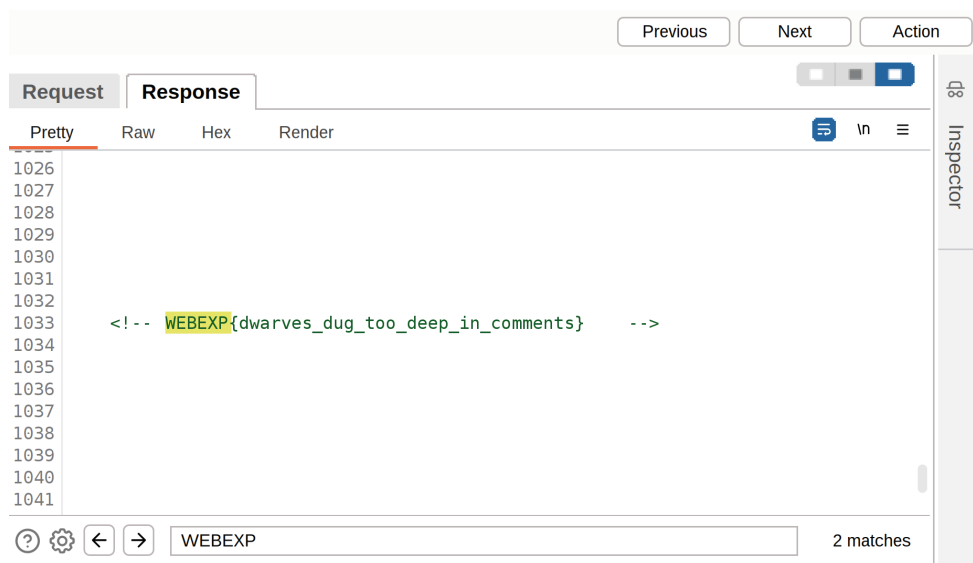 Previous Next Action
Request Response
Pretty Raw Hex Render \n
Inspector
1026
1027
1028
1029
1030
1031
1032
1033 <!-- WEBEXP{dwarves_dug_too_deep_in_comments} -->
1034
1035
1036
1037
1038
1039
1040
1041
WEBEXP 2 matches